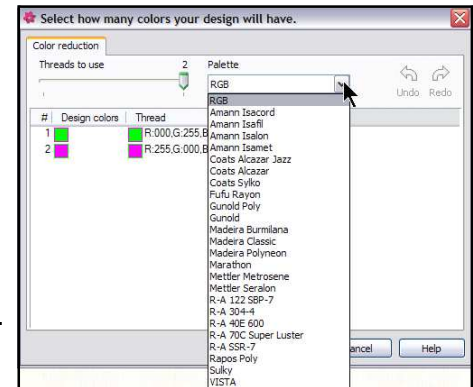 Select how many colors your design will have.
Color reduction
Threads to use 2 Palette
RGB
Undo Redo
# Design colors Thread
1 R:000,G:255,B
2 R:255,G:000,B
RGB
Amann Isacord
Amann Isafil
Amann Isalon
Amann Isamet
Coats Alcazar Jazz
Coats Alcazar
Coats Sylko
Fufu Rayon
Gunold Poly
Gunold
Madeira Burmilana
Madeira Classic
Madeira Polyneon
Marathon
Mettler Metrosene
Mettler Seralon
R-A 122 SBP-7
R-A 304-4
R-A 40E 600
R-A 70C Super Luster
R-A SSR-7
Rapos Poly
Sulky
VISTA
ancel Help